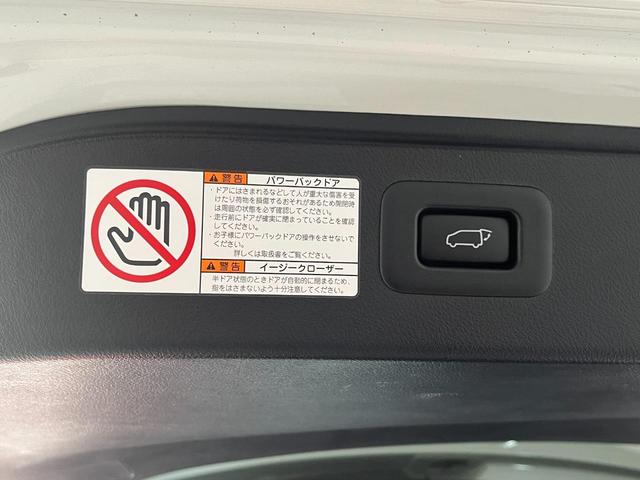 警告 パワーバックドア
・ドアにはさまれるなどして人が重大な傷害を受
けたり荷物を損傷するおそれがあるため開閉時
は周囲の状態を必ず確認してください。
・走行前にドアが確実に閉まっていることを確認
してください。
・お子様にパワーバックドアの操作をさせないで
ください。
詳しくは取扱書をご覧ください。
警告 イージークローザー
半ドア状態のときドアが自動的に閉まるため、
指をはさまないよう十分注意してください。